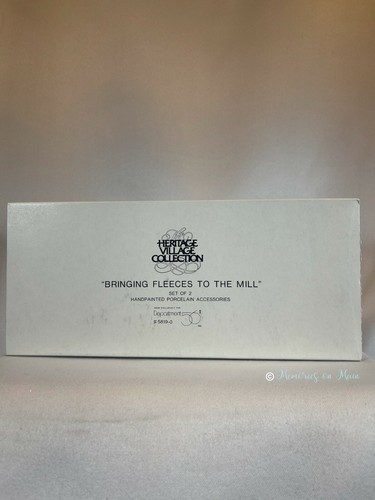 The
HERITAGE
VILLAGE
COLLECTION
"BRINGING FLEECES TO THE MILL"
SET OF 2
HANDPAINTED PORCELAIN ACCESSORIES
Department 56
© Memories on Main